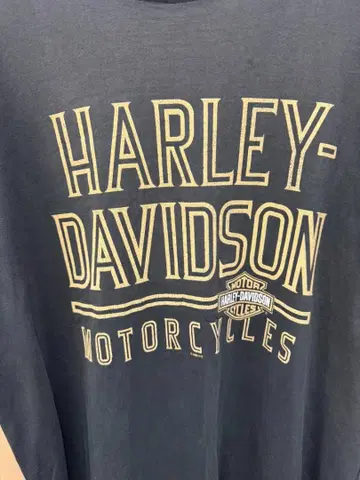 HARLEY-
DAVIDSON
MOTOR
HARLEY-DAVIDSON
CYCLES
MOTORCYCLES